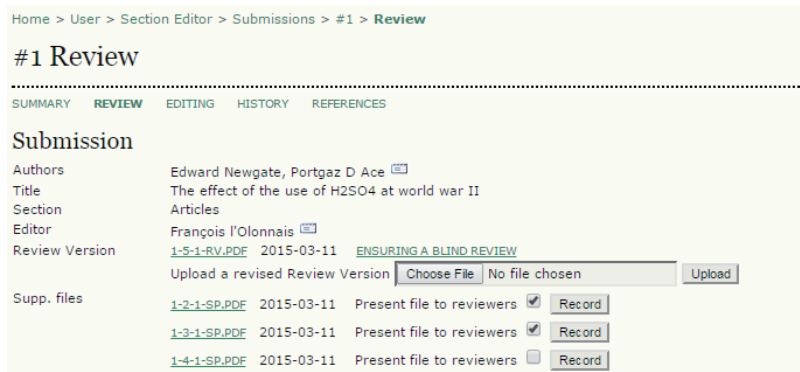 Home > User > Section Editor > Submissions > #1 > Review
#1 Review
SUMMARY REVIEW EDITING HISTORY REFERENCES
Submission
Authors Edward Newgate, Portgaz D Ace
Title The effect of the use of H2SO4 at world war II
Section Articles
Editor François l'Olonnais
Review Version 1-5-1-RV.PDF 2015-03-11 ENSURING A BLIND REVIEW
Upload a revised Review Version Choose File No file chosen Upload
Supp. files 1-2-1-SP.PDF 2015-03-11 Present file to reviewers Record
1-3-1-SP.PDF 2015-03-11 Present file to reviewers Record
1-4-1-SP.PDF 2015-03-11 Present file to reviewers Record